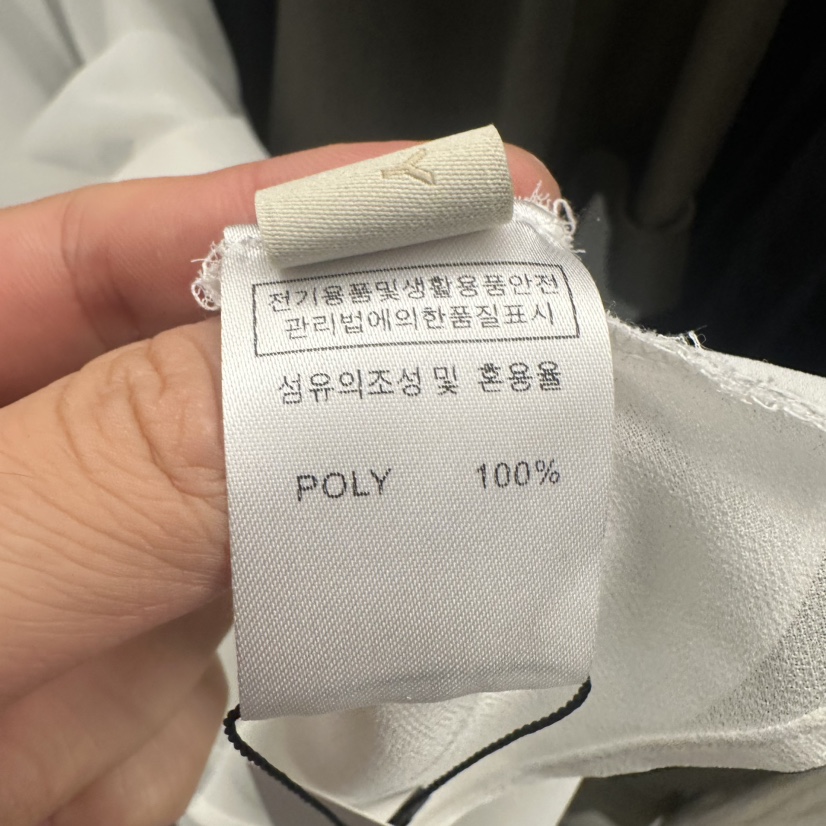 Y
전기용품및생활용품안전
관리법에의한품질표시
섬유의조성및 혼용율
POLY 100%